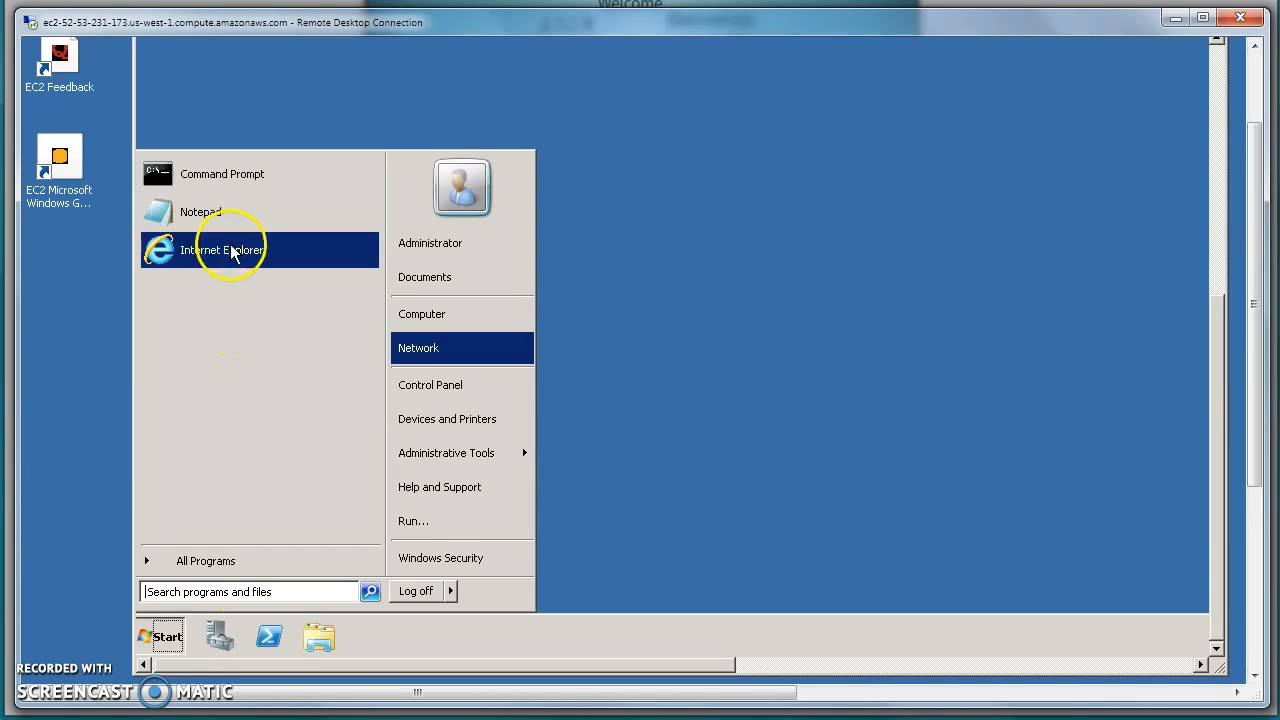 Welcome
ec2-52-53-231-173.us-west-1.compute.amazonaws.com - Remote Desktop Connection
EC2 Feedback
EC2 Microsoft
Windows G...
C:\
Command Prompt
Notepad
Internet Explorer
Administrator
Documents
Computer
Network
Control Panel
Devices and Printers
Administrative Tools
Help and Support
Run...
Windows Security
All Programs
Search programs and files
Log off
Start
RECORDED WITH
SCREENCAST MATIC